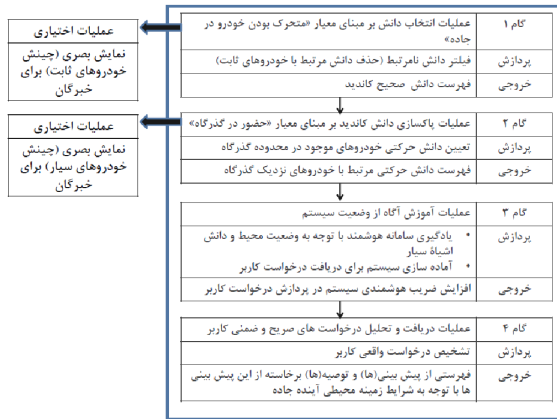 گام ۱
عملیات انتخاب دانش بر مبنای معیار «متحرک بودن خودرو در
جاده»
پردازش
فیلتر دانش نامرتبط (حذف دانش مرتبط با خودروهای ثابت)
خروجی
فهرست دانش صحیح کاندید
عملیات اختیاری
نمایش بصری (چینش
خودروهای ثابت) برای
خبرگان
گام ۲
عملیات پاکسازی دانش کاندید بر مبنای معیار «حضور در گذرگاه»
پردازش
تعیین دانش حرکتی خودروهای موجود در محدوده گذرگاه
خروجی
فهرست دانش حرکتی مرتبط با خودروهای نزدیک گذرگاه
عملیات اختیاری
نمایش بصری (چینش
خودروهای سیار) برای
خبرگان
گام ۳
عملیات آموزش آگاه از وضعیت سیستم
پردازش
• یادگیری سامانه هوشمند با توجه به وضعیت محیط و دانش
اشیاء سیار
• آماده سازی سیستم برای دریافت درخواست کاربر
خروجی
افزایش ضریب هوشمندی سیستم در پردازش درخواست کاربر
گام ۴
عملیات دریافت و تحلیل درخواست های صریح و ضمنی کاربر
پردازش
تشخیص درخواست واقعی کاربر
خروجی
فهرستی از پیش بینی(ها) و توصیه(ها) برخاسته از این پیش بینی
ها با توجه به شرایط زمینه محیطی آینده جاده